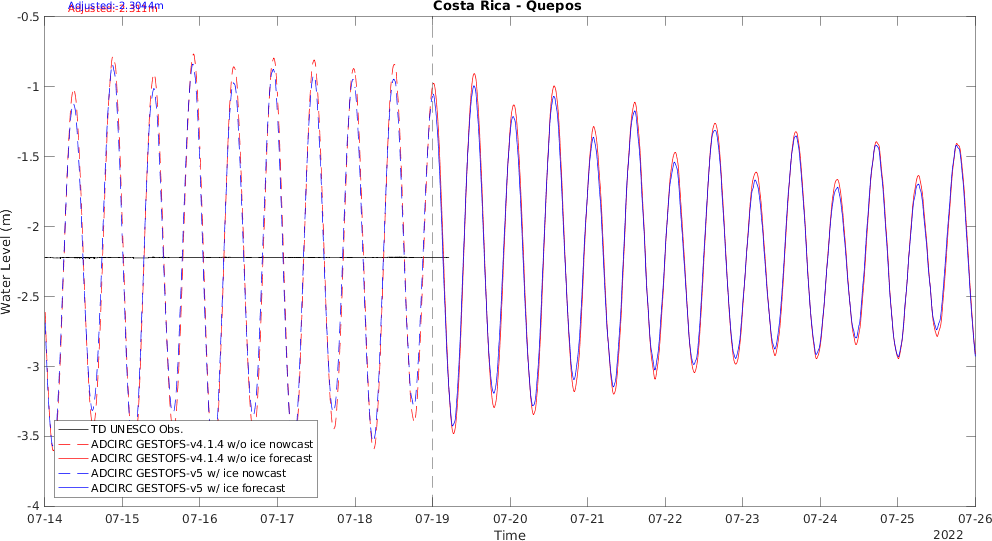 Costa Rica - Quepos
Adjusted:-2.3044m
Adjusted:-2.311m
-0.5
-1
-1.5
-2
-2.5
-3
-3.5
-4
Water Level (m)
TD UNESCO Obs.
ADCIRC GESTOFS-v4.1.4 w/o ice nowcast
ADCIRC GESTOFS-v4.1.4 w/o ice forecast
ADCIRC GESTOFS-v5 w/ ice nowcast
ADCIRC GESTOFS-v5 w/ ice forecast
07-14 07-15 07-16 07-17 07-18 07-19 07-20 07-21 07-22 07-23 07-24 07-25 07-26
Time
2022